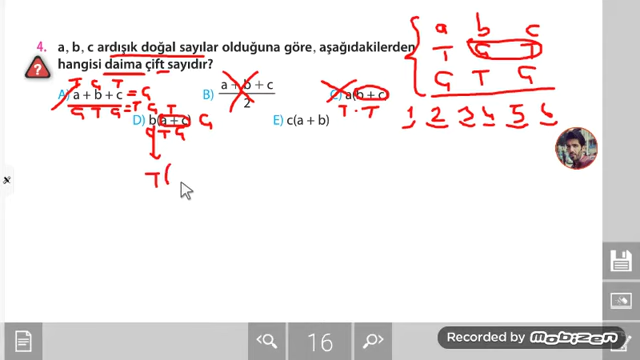 4. a, b, c ardışık doğal sayılar olduğuna göre, aşağıdakilerden
hangisi daima çift sayıdır?
A) a + b + c
B) a + b + c / 2
C) a(b + c)
D) b(a + c)
E) c(a + b)
T Ç T = Ç
Ç T Ç = T
Ç T
Ç
T Ç
T . T
T(
a b c
T Ç T
Ç T Ç
1 2 3 4 5 6
16
Recorded by
mobizen